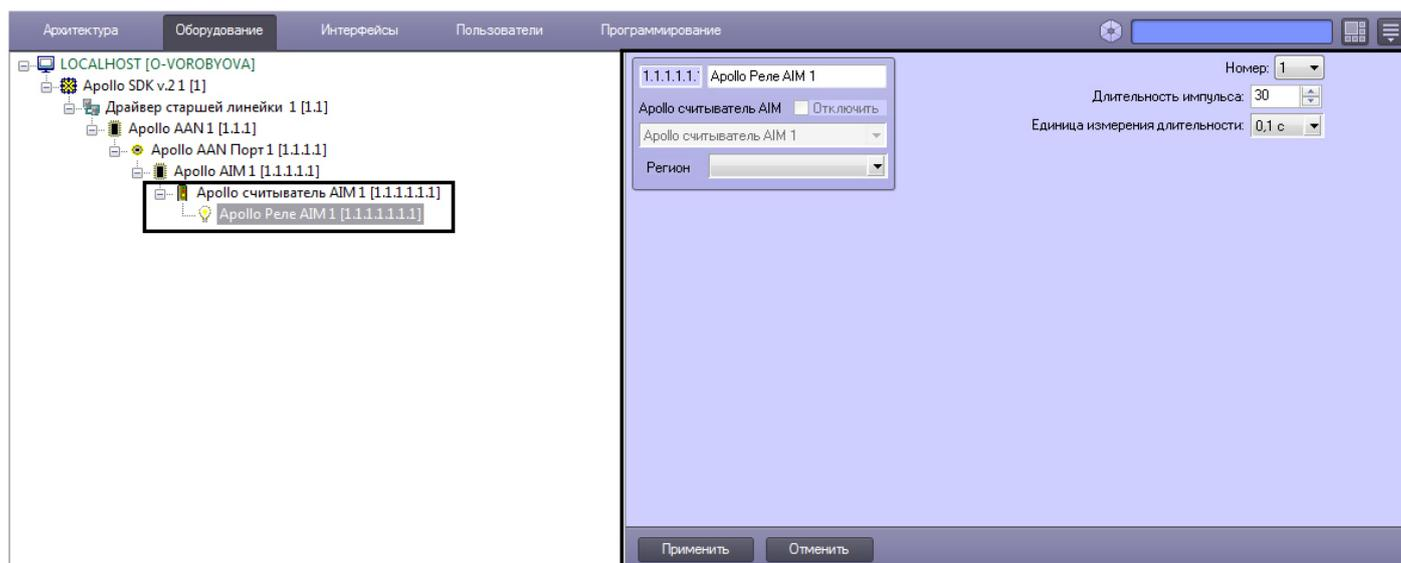 Архитектура Оборудование Интерфейсы Пользователи Программирование
LOCALHOST [O-VOROBYOVA]
Apollo SDK v.2 1 [1]
Драйвер старшей линейки 1 [1.1]
Apollo AAN 1 [1.1.1]
Apollo AAN Порт 1 [1.1.1.1]
Apollo AIM 1 [1.1.1.1.1]
Apollo считыватель AIM 1 [1.1.1.1.1.1]
Apollo Реле AIM 1 [1.1.1.1.1.1.1]
1.1.1.1.1.' Apollo Реле AIM 1
Apollo считыватель AIM Отключить
Apollo считыватель AIM 1
Регион
Номер: 1
Длительность импульса: 30
Единица измерения длительности: 0,1 с
Применить Отменить